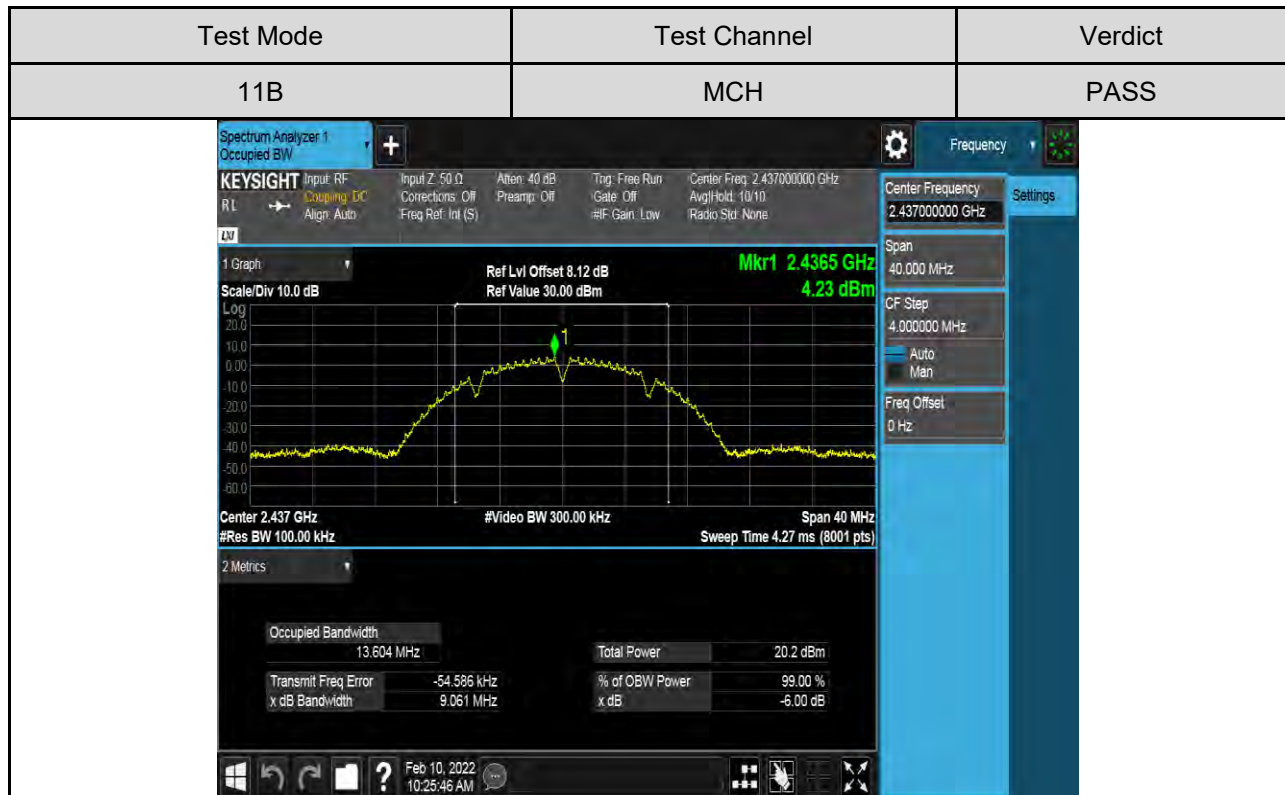 Test Mode Test Channel Verdict
11B MCH PASS
Spectrum Analyzer 1
Occupied BW
+
Frequency
KEYSIGHT Input: RF Input Z: 50 Ω Atten: 40 dB Trig: Free Run Center Freq: 2.437000000 GHz
RL Coupling: DC Corrections: Off Preamp: Off Gate: Off Avg|Hold: 10/10
Align: Auto Freq Ref: Int (S) #IF Gain: Low Radio Std: None
LXI
Center Frequency
2.437000000 GHz
Settings
Span
40.000 MHz
CF Step
4.000000 MHz
Auto
Man
Freq Offset
0 Hz
1 Graph
Ref Lvl Offset 8.12 dB
Mkr1 2.4365 GHz
Scale/Div 10.0 dB Ref Value 30.00 dBm 4.23 dBm
Log
20.0
10.0
0.00
-10.0
-20.0
-30.0
-40.0
-50.0
-60.0
1
Center 2.437 GHz #Video BW 300.00 kHz Span 40 MHz
#Res BW 100.00 kHz Sweep Time 4.27 ms (8001 pts)
2 Metrics
Occupied Bandwidth
13.604 MHz
Total Power 20.2 dBm
Transmit Freq Error -54.586 kHz % of OBW Power 99.00 %
x dB Bandwidth 9.061 MHz x dB -6.00 dB
?
Feb 10, 2022
10:25:46 AM